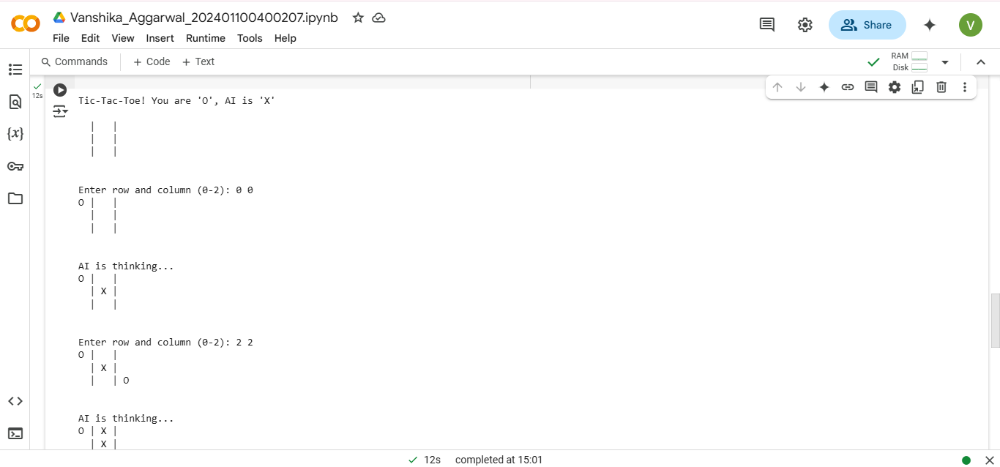 Vanshika_Aggarwal_202401100400207.ipynb
File Edit View Insert Runtime Tools Help
Share
V
Commands + Code + Text
RAM
Disk
{x}
12s
Tic-Tac-Toe! You are 'O', AI is 'X'
  |   |
  |   |
  |   |
Enter row and column (0-2): 0 0
O |   |
  |   |
  |   |
AI is thinking...
O |   |
  | X |
  |   |
Enter row and column (0-2): 2 2
O |   |
  | X |
  |   | O
AI is thinking...
O | X |
  | X |
12s completed at 15:01